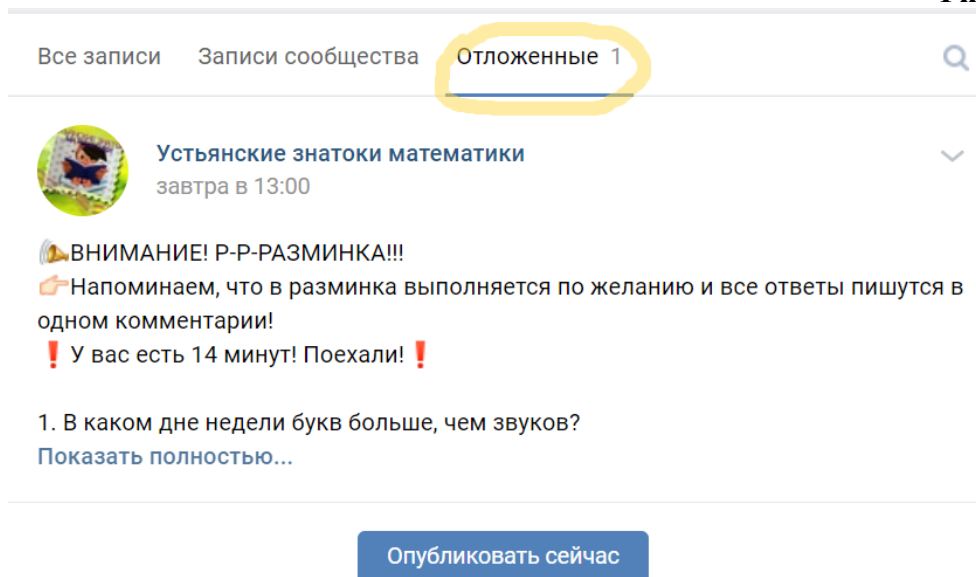 Все записи Записи сообщества Отложенные 1
Устьянские знатоки математики
завтра в 13:00
ВНИМАНИЕ! Р-Р-РАЗМИНКА!!!
Напоминаем, что в разминка выполняется по желанию и все ответы пишутся в
одном комментарии!
❗ У вас есть 14 минут! Поехали!❗
1. В каком дне недели букв больше, чем звуков?
Показать полностью...
Опубликовать сейчас